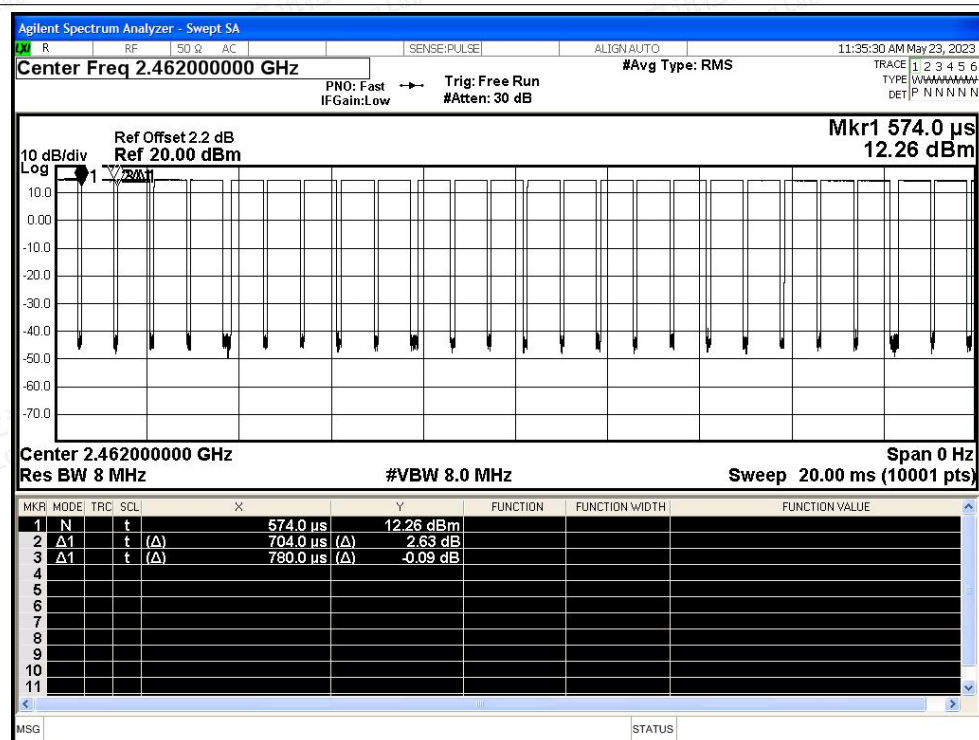 Agilent Spectrum Analyzer - Swept SA
LXI R RF 50 Ω AC SENSE:PULSE ALIGN AUTO 11:35:30 AM May 23, 2023
Center Freq 2.462000000 GHz #Avg Type: RMS TRACE 1 2 3 4 5 6
PNO: Fast Trig: Free Run TYPE WWWWWW
IFGain:Low #Atten: 30 dB DET P N N N N N
Ref Offset 2.2 dB Mkr1 574.0 µs
10 dB/div Ref 20.00 dBm 12.26 dBm
Log
1
10.0
0.00
-10.0
-20.0
-30.0
-40.0
-50.0
-60.0
-70.0
Center 2.462000000 GHz Span 0 Hz
Res BW 8 MHz #VBW 8.0 MHz Sweep 20.00 ms (10001 pts)
MKR MODE TRC SCL X Y FUNCTION FUNCTION WIDTH FUNCTION VALUE
1 N t 574.0 µs 12.26 dBm
2 Δ1 t (Δ) 704.0 µs (Δ) 2.63 dB
3 Δ1 t (Δ) 780.0 µs (Δ) -0.09 dB
4
5
6
7
8
9
10
11
MSG STATUS